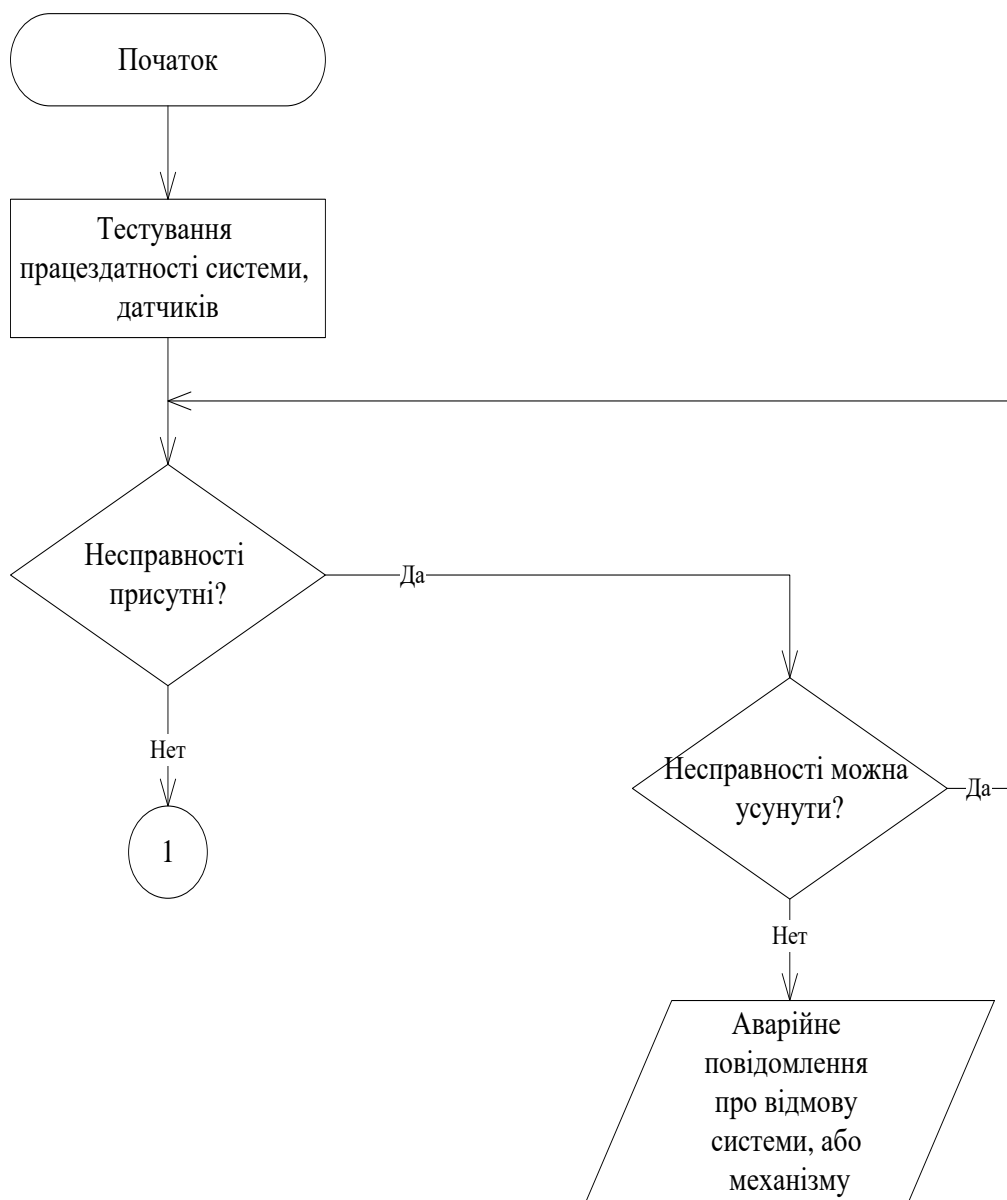 Початок
Тестування
працездатності системи,
датчиків
Несправності
присутні?
Да
Нет
1
Несправності можна
усунути?
Да
Нет
Аварійне
повідомлення
про відмову
системи, або
механізму